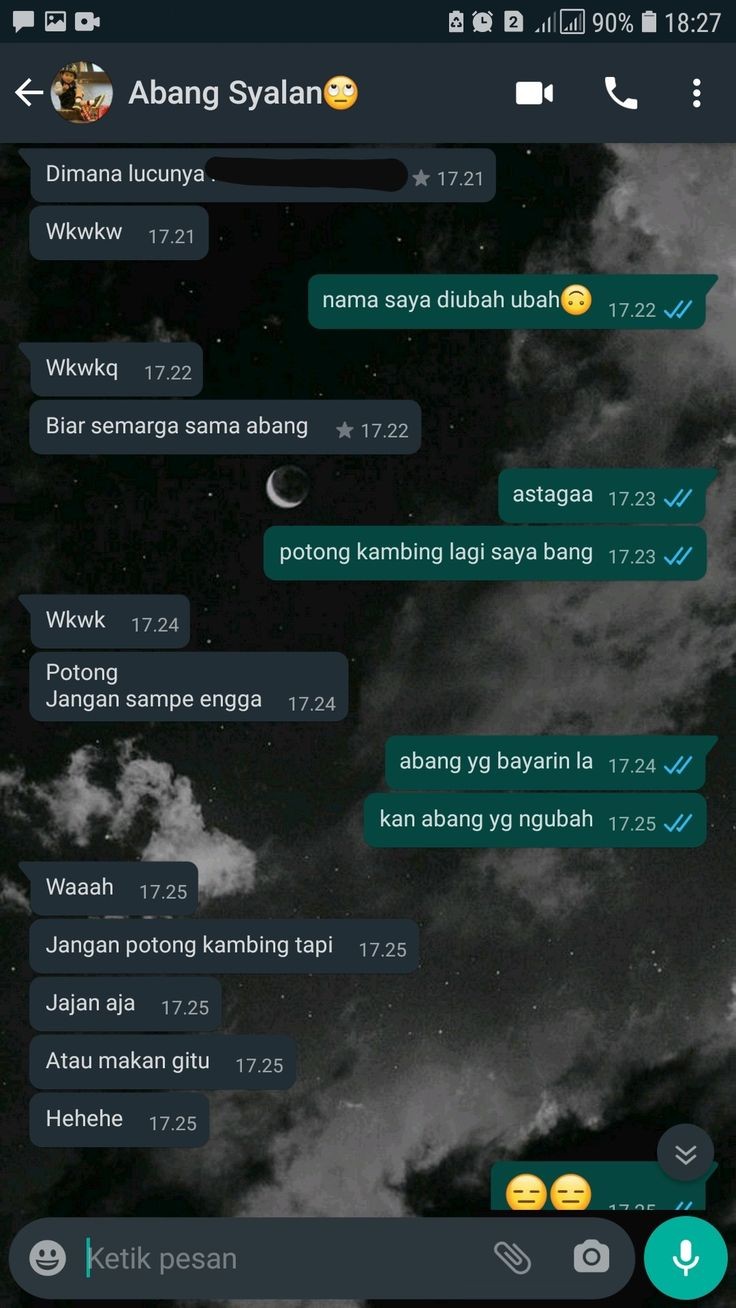 2 90% 18:27
Abang Syalan🙄
Dimana lucunya
17.21
Wkwkw 17.21
nama saya diubah ubah🙃 17.22
Wkwkq 17.22
Biar semarga sama abang 17.22
astagaa 17.23
potong kambing lagi saya bang 17.23
Wkwk 17.24
Potong
Jangan sampe engga 17.24
abang yg bayarin la 17.24
kan abang yg ngubah 17.25
Waaah 17.25
Jangan potong kambing tapi 17.25
Jajan aja 17.25
Atau makan gitu 17.25
Hehehe 17.25
😑😑 17.25
Ketik pesan